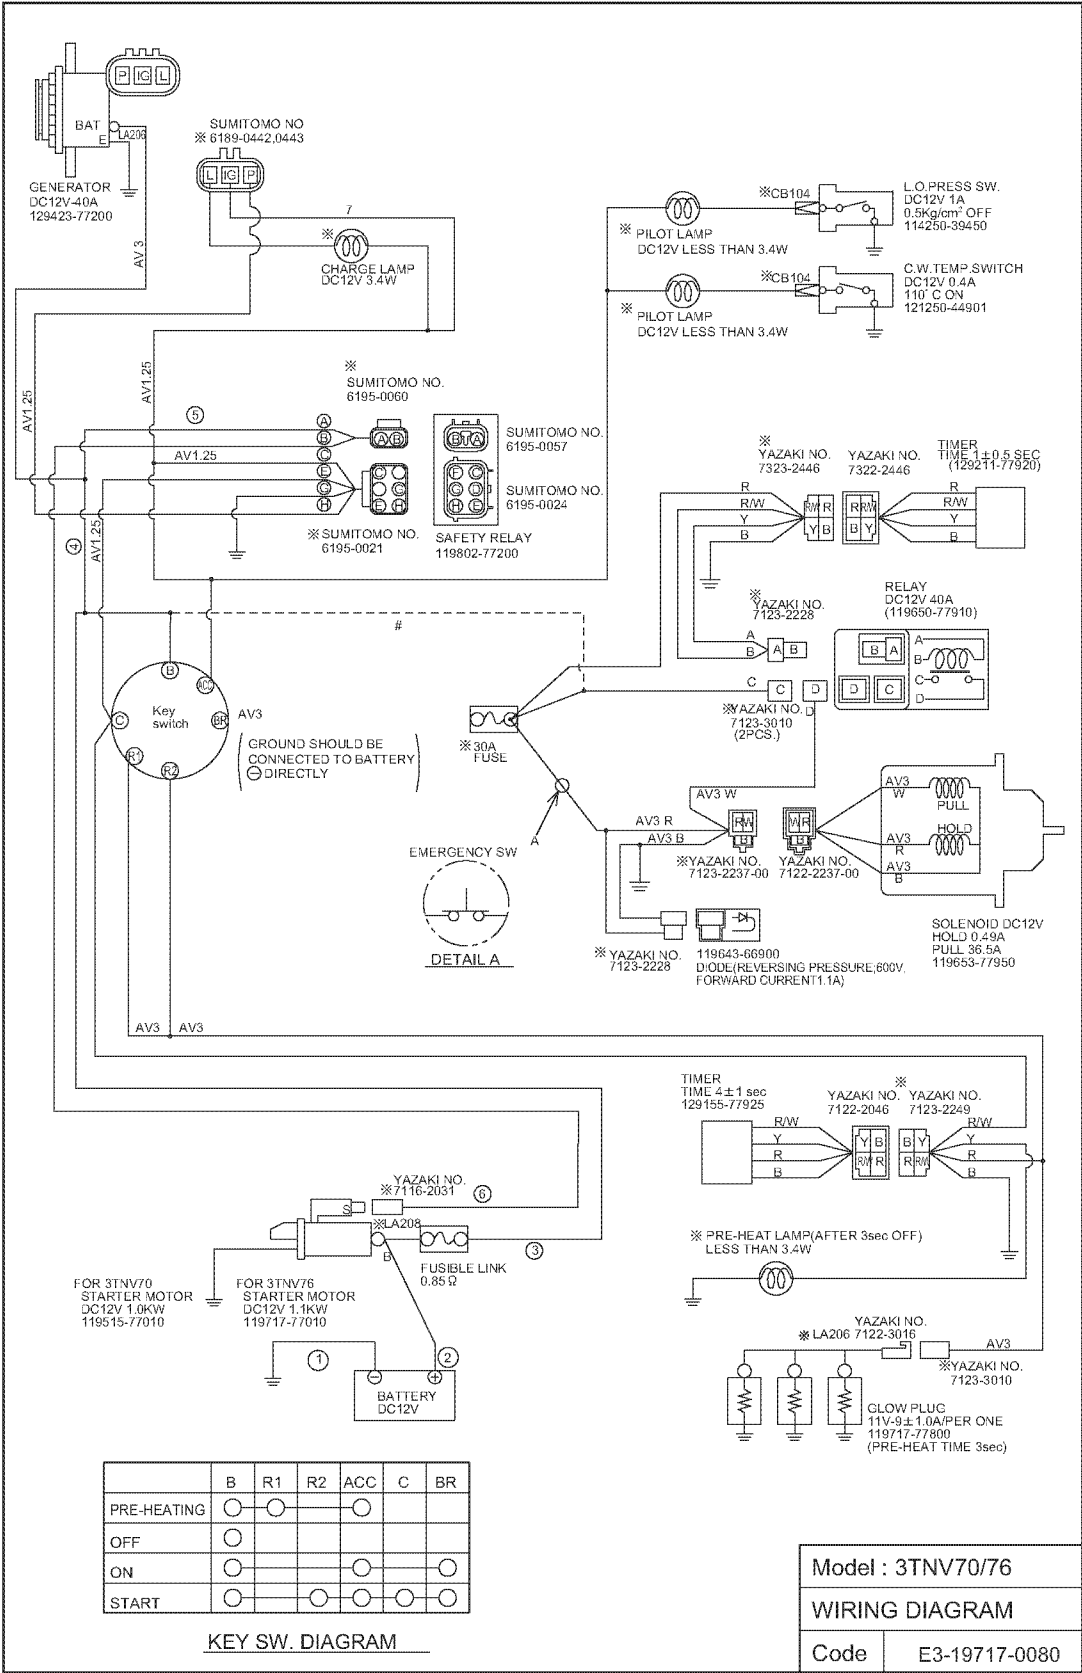 P IG L
BAT
E
LA206
GENERATOR
DC12V-40A
129423-77200
SUMITOMO NO
※ 6189-0442,0443
L IG P
7
※
CHARGE LAMP
DC12V 3.4W
AV 3
AV1.25
AV1.25
※ PILOT LAMP
DC12V LESS THAN 3.4W
※CB104
L.O.PRESS SW.
DC12V 1A
0.5Kg/cm² OFF
114250-39450
※ PILOT LAMP
DC12V LESS THAN 3.4W
※CB104
C.W.TEMP.SWITCH
DC12V 0.4A
110°C ON
121250-44901
※
SUMITOMO NO.
6195-0060
⑤
A
B
C
E
G
H
AV1.25
A B
C
G
E H
B A
F C
G D
H E
SUMITOMO NO.
6195-0057
SUMITOMO NO.
6195-0024
※SUMITOMO NO.
6195-0021
SAFETY RELAY
119802-77200
④
AV1.25
※
YAZAKI NO.
7323-2446
YAZAKI NO.
7322-2446
TIMER
TIME 1±0.5 SEC
(129211-77920)
R
R/W
Y
B
R/W R
Y B
R R/W
B Y
R
R/W
Y
B
#
※
YAZAKI NO.
7123-2228
A
B
A B
RELAY
DC12V 40A
(119650-77910)
B A
D C
A
B
C
D
C
C
D
D
※YAZAKI NO.
7123-3010
(2PCS.)
B
ACC
C
Key
switch
BR
R1
R2
AV3
GROUND SHOULD BE
CONNECTED TO BATTERY
⊖DIRECTLY
※30A
FUSE
A
AV3 W
AV3 R
AV3 B
R W
B
W R
B
※YAZAKI NO.
7123-2237-00
YAZAKI NO.
7122-2237-00
AV3
W
PULL
HOLD
AV3
R
AV3
B
SOLENOID DC12V
HOLD 0.49A
PULL 36.5A
119653-77950
EMERGENCY SW
DETAIL A
※ YAZAKI NO.
7123-2228
119643-66900
DIODE(REVERSING PRESSURE;600V,
FORWARD CURRENT1.1A)
AV3 AV3
TIMER
TIME 4±1 sec
129155-77925
YAZAKI NO.
7122-2046
※
YAZAKI NO.
7123-2249
R/W
Y
R
B
Y B
R/W R
B Y
R R/W
R/W
Y
R
B
YAZAKI NO.
※7116-2031
⑥
S
※LA208
B
FUSIBLE LINK
0.85Ω
③
※ PRE-HEAT LAMP(AFTER 3sec OFF)
LESS THAN 3.4W
FOR 3TNV70
STARTER MOTOR
DC12V 1.0KW
119515-77010
FOR 3TNV76
STARTER MOTOR
DC12V 1.1KW
119717-77010
①
②
⊖ ⊕
BATTERY
DC12V
YAZAKI NO.
※ LA206 7122-3016
AV3
※YAZAKI NO.
7123-3010
GLOW PLUG
11V-9±1.0A/PER ONE
119717-77800
(PRE-HEAT TIME 3sec)
B R1 R2 ACC C BR
PRE-HEATING
OFF
ON
START
KEY SW. DIAGRAM
Model : 3TNV70/76
WIRING DIAGRAM
Code E3-19717-0080